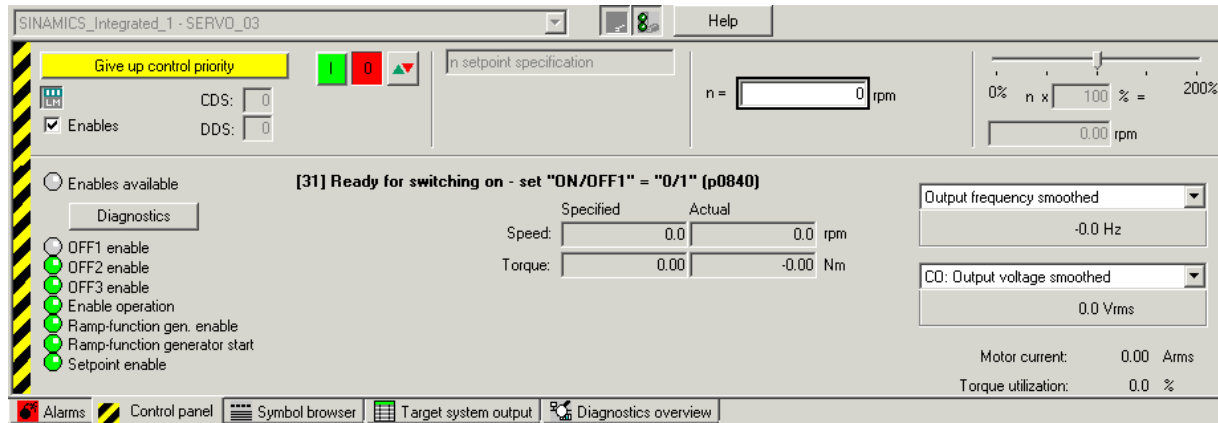 SINAMICS_Integrated_1 - SERVO_03
Help
Give up control priority
I
0
n setpoint specification
n =
0 rpm
0%
200%
n x 100 % =
0.00 rpm
LM
CDS: 0
Enables
DDS: 0
Enables available
[31] Ready for switching on - set "ON/OFF1" = "0/1" (p0840)
Diagnostics
Specified Actual
Speed: 0.0 0.0 rpm
Torque: 0.00 -0.00 Nm
OFF1 enable
OFF2 enable
OFF3 enable
Enable operation
Ramp-function gen. enable
Ramp-function generator start
Setpoint enable
Output frequency smoothed
-0.0 Hz
CO: Output voltage smoothed
0.0 Vrms
Motor current: 0.00 Arms
Torque utilization: 0.0 %
Alarms Control panel Symbol browser Target system output Diagnostics overview